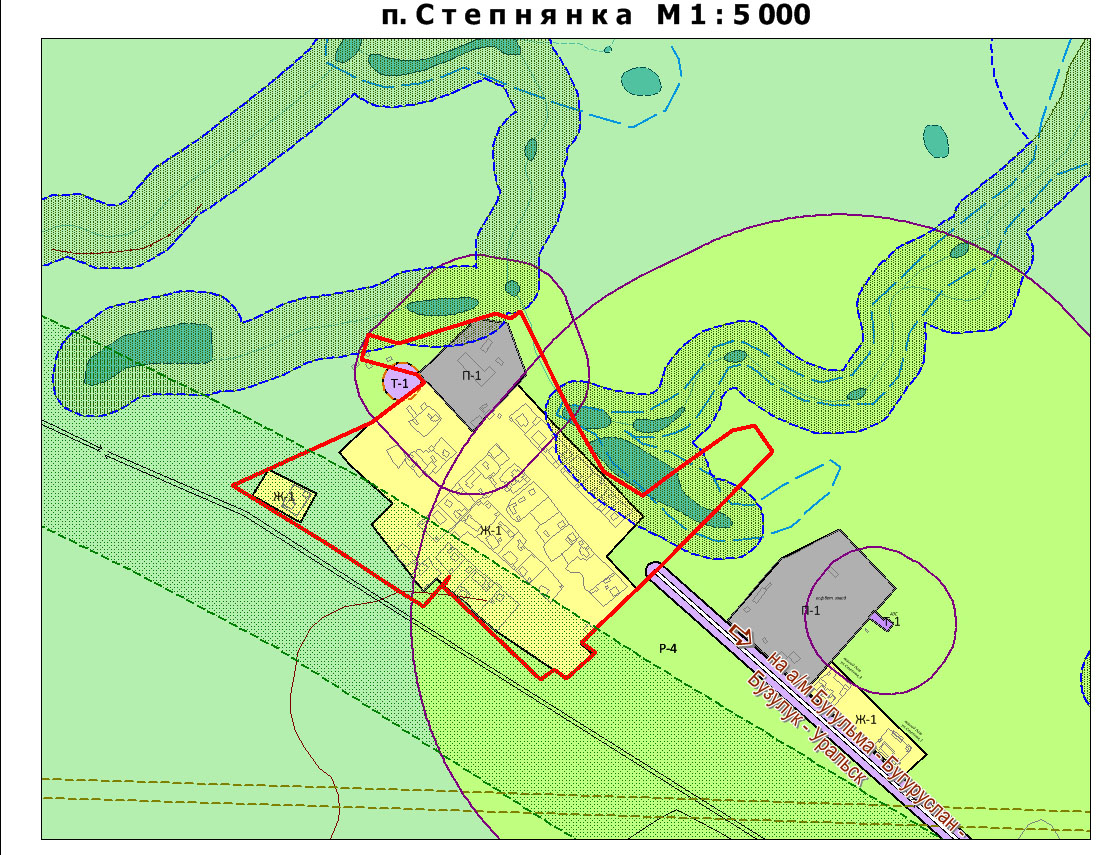 п. Степнянка М 1 : 5 000
П-1
Т-1
Ж-1
Ж-1
П-1
Т-1
Р-4
на а/м Бугульма - Бугуруслан -
Бузулук - Уральск
Ж-1